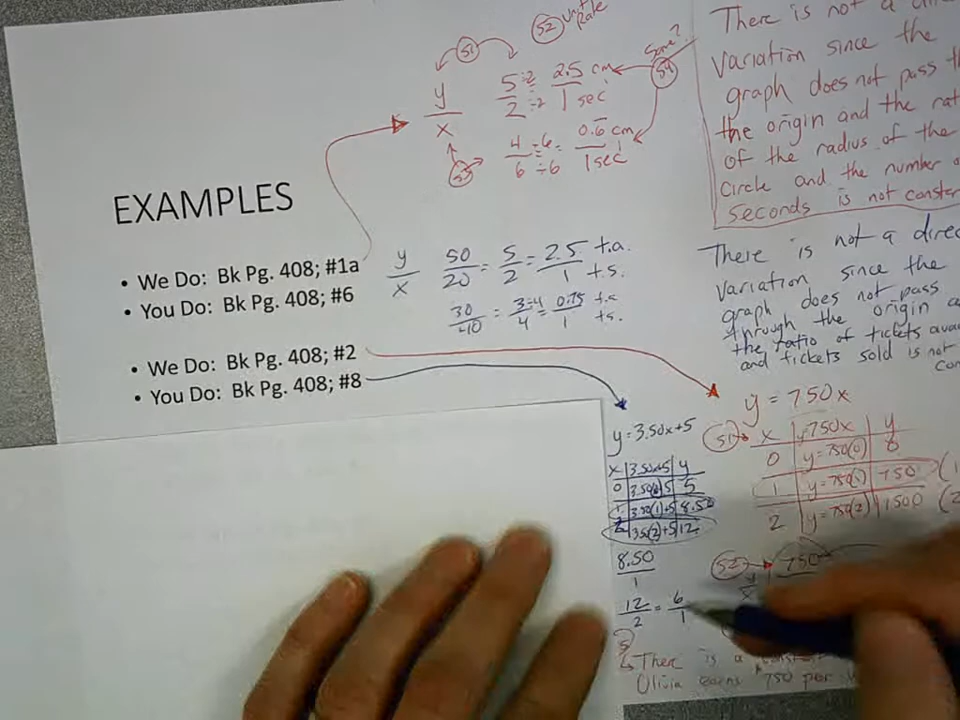 EXAMPLES
• We Do: Bk Pg. 408; #1a
• You Do: Bk Pg. 408; #6
• We Do: Bk Pg. 408; #2
• You Do: Bk Pg. 408; #8
S1
S2 unit rate
y/x
5/2 ÷2/÷2 2.5 cm/1 sec
same?
S4
S3
4/6 ÷6/÷6 = 0.6̅ cm/1 sec
y/x 50/20 = 5/2 = 2.5/1 t.a./t.s.
30/40 = 3÷4/4 = 0.75/1 t.a/t.s.
There is not a
variation since the
graph does not pass
the origin and the
of the radius of the
circle and the number
seconds is not
There is not a
variation since the
graph does not pass
through the origin
the ratio of tickets
and tickets sold is not
y = 3.50x+5
x | 3.50x+5 | y
0 | 3.50(0)+5 | 5
1 | 3.50(1)+5 | 8.50
2 | 3.50(2)+5 | 12
8.50/1
12/2 = 6/1
y = 750x
S1
x | y=750x | y
0 | y=750(0) | 0
1 | y=750(1) | 750
2 | y=750(2) | 1500
S2
750
There is a
Olivia earns 750 per